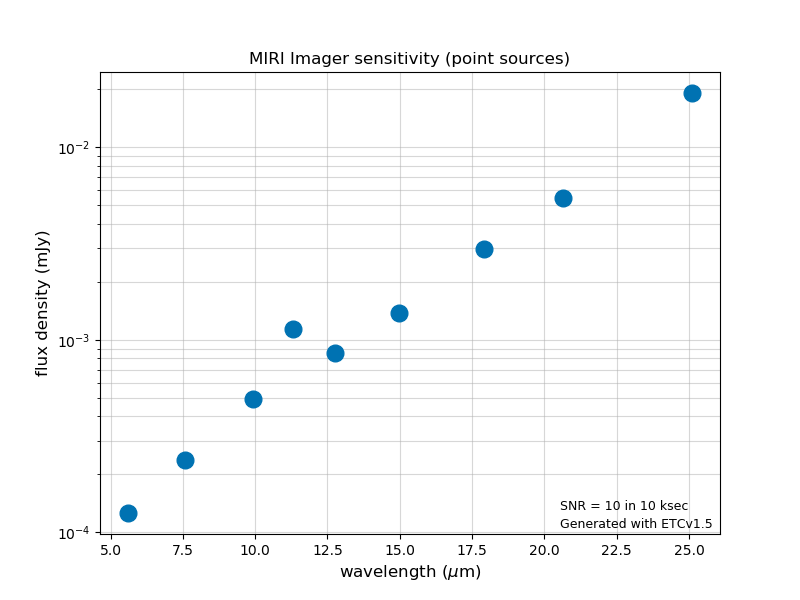 MIRI Imager sensitivity (point sources)
flux density (mJy)
10⁻²
10⁻³
10⁻⁴
SNR = 10 in 10 ksec
Generated with ETCv1.5
5.0 7.5 10.0 12.5 15.0 17.5 20.0 22.5 25.0
wavelength (μm)